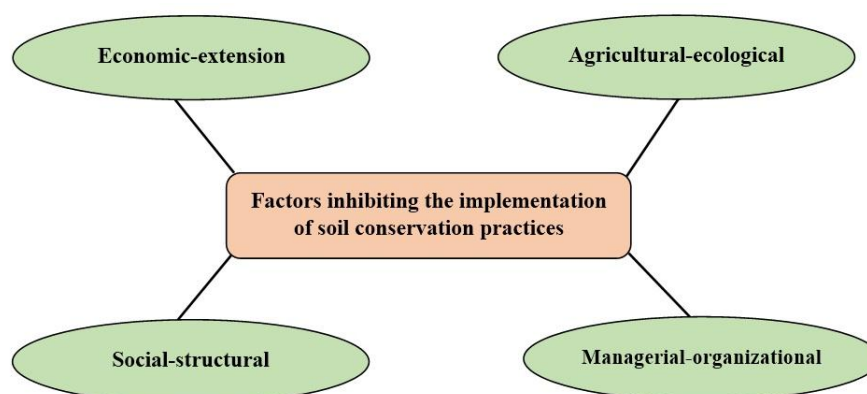 Economic-extension
Agricultural-ecological
Factors inhibiting the implementation
of soil conservation practices
Social-structural
Managerial-organizational